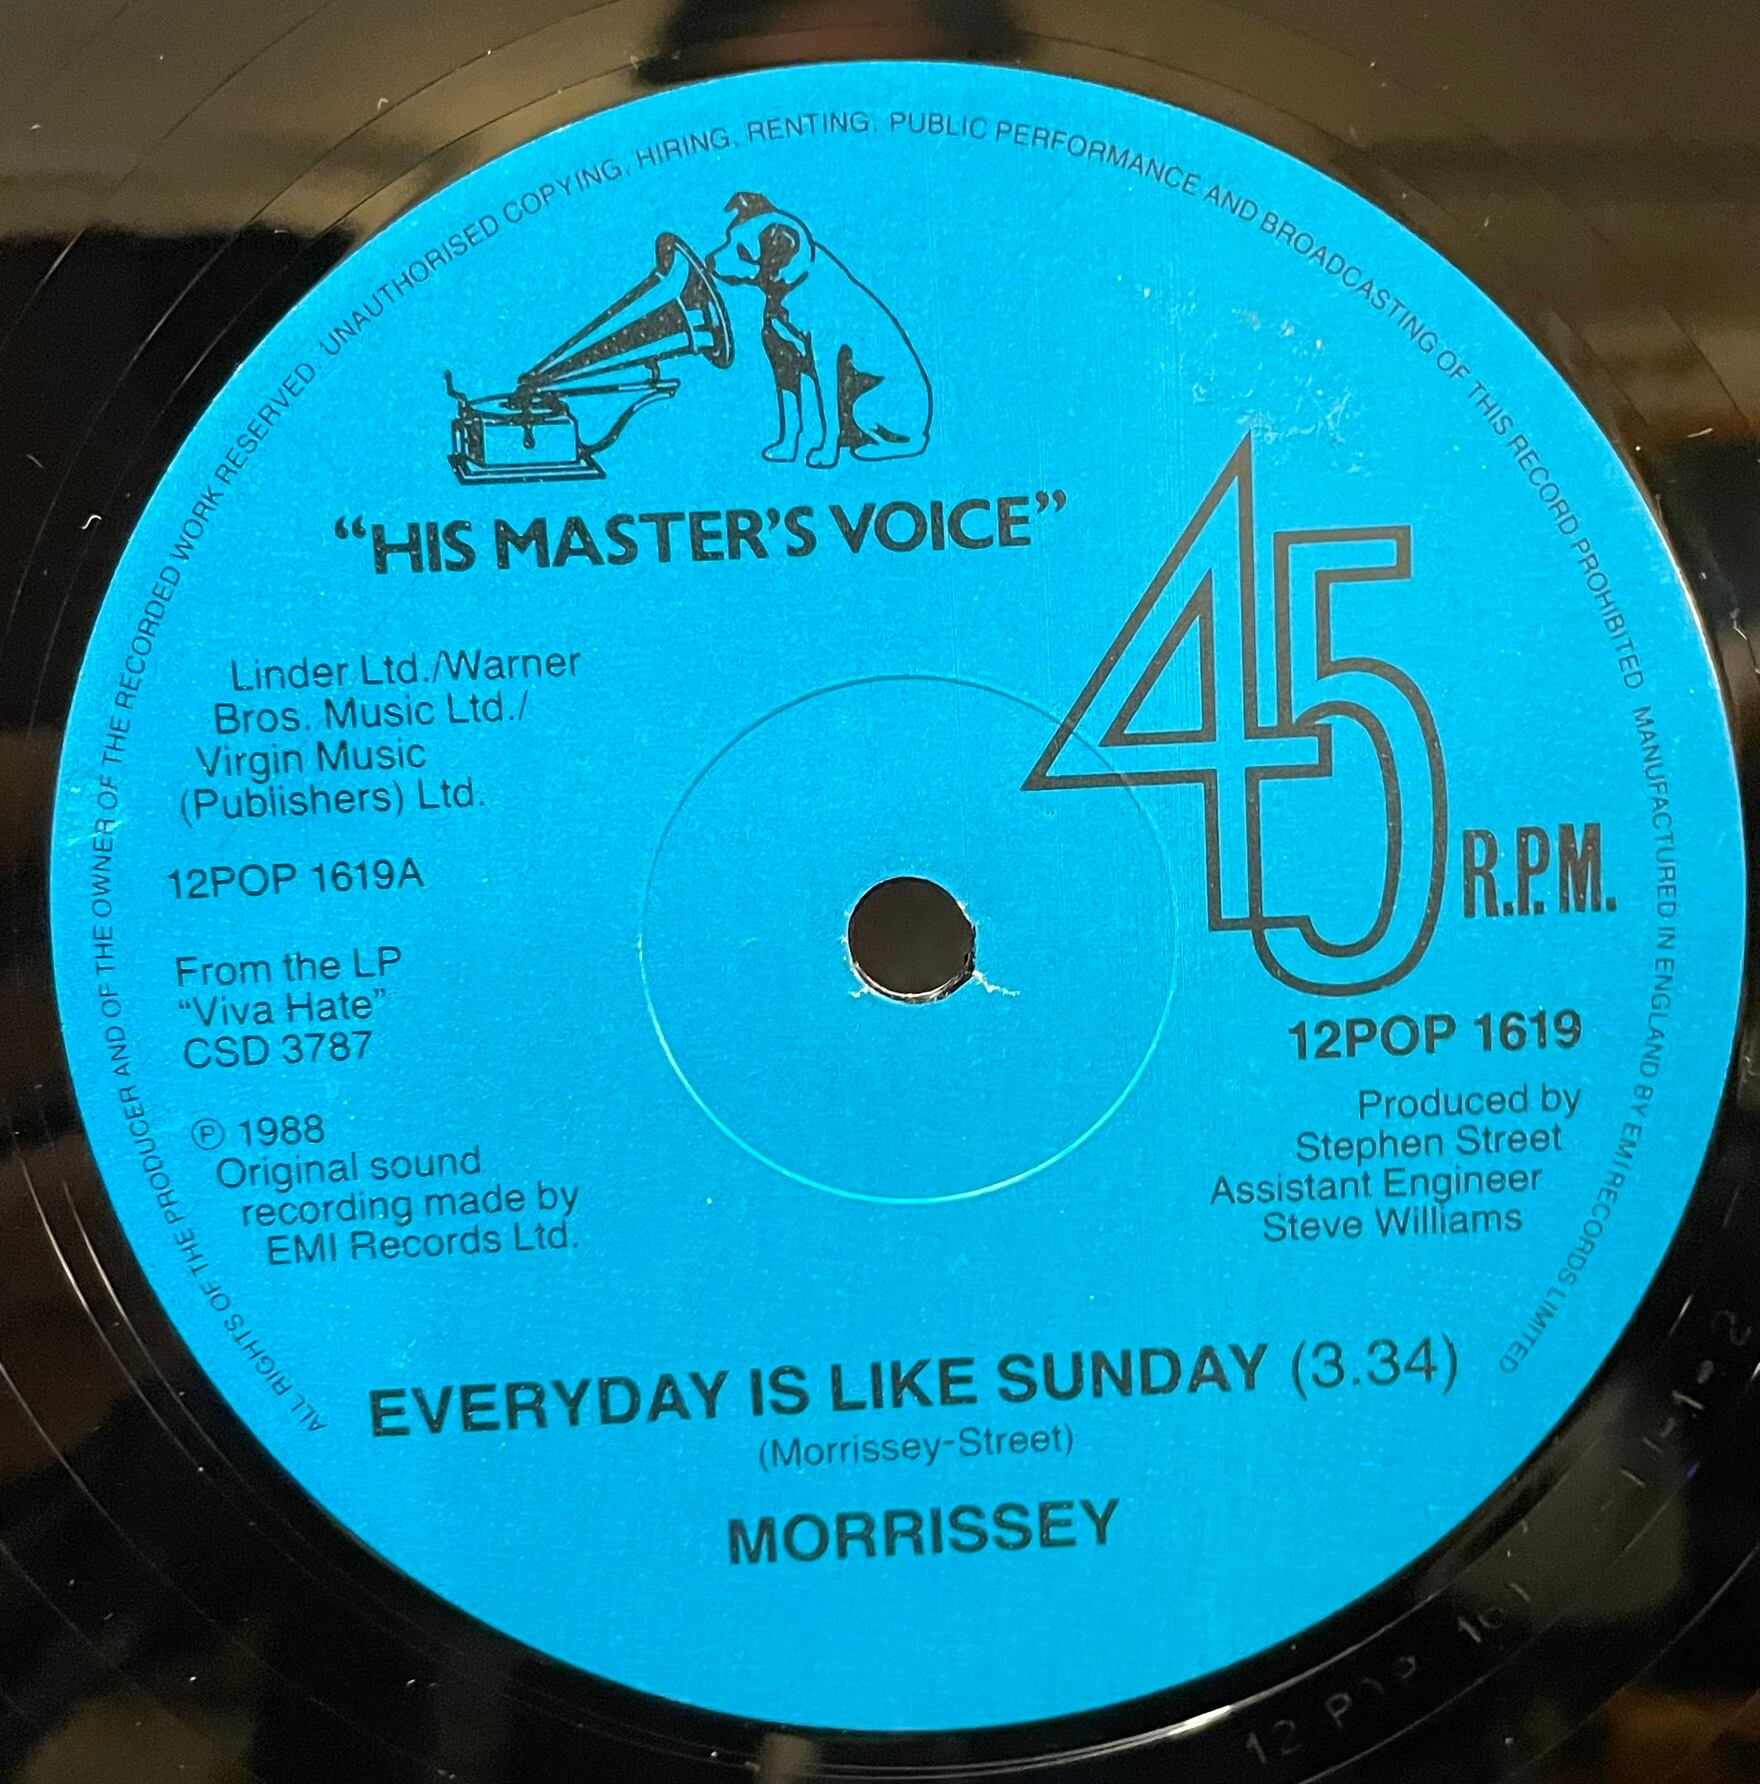 ALL RIGHTS OF THE PRODUCER AND OF THE OWNER OF THE RECORDED WORK RESERVED. UNAUTHORISED COPYING, HIRING, RENTING, PUBLIC PERFORMANCE AND BROADCASTING OF THIS RECORD PROHIBITED MANUFACTURED IN ENGLAND BY EMI RECORDS LIMITED
“HIS MASTER'S VOICE”
45
R.P.M.
Linder Ltd./Warner
Bros. Music Ltd./
Virgin Music
(Publishers) Ltd.
12POP 1619A
From the LP
“Viva Hate”
CSD 3787
℗ 1988
Original sound
recording made by
EMI Records Ltd.
12POP 1619
Produced by
Stephen Street
Assistant Engineer
Steve Williams
EVERYDAY IS LIKE SUNDAY (3.34)
(Morrissey-Street)
MORRISSEY